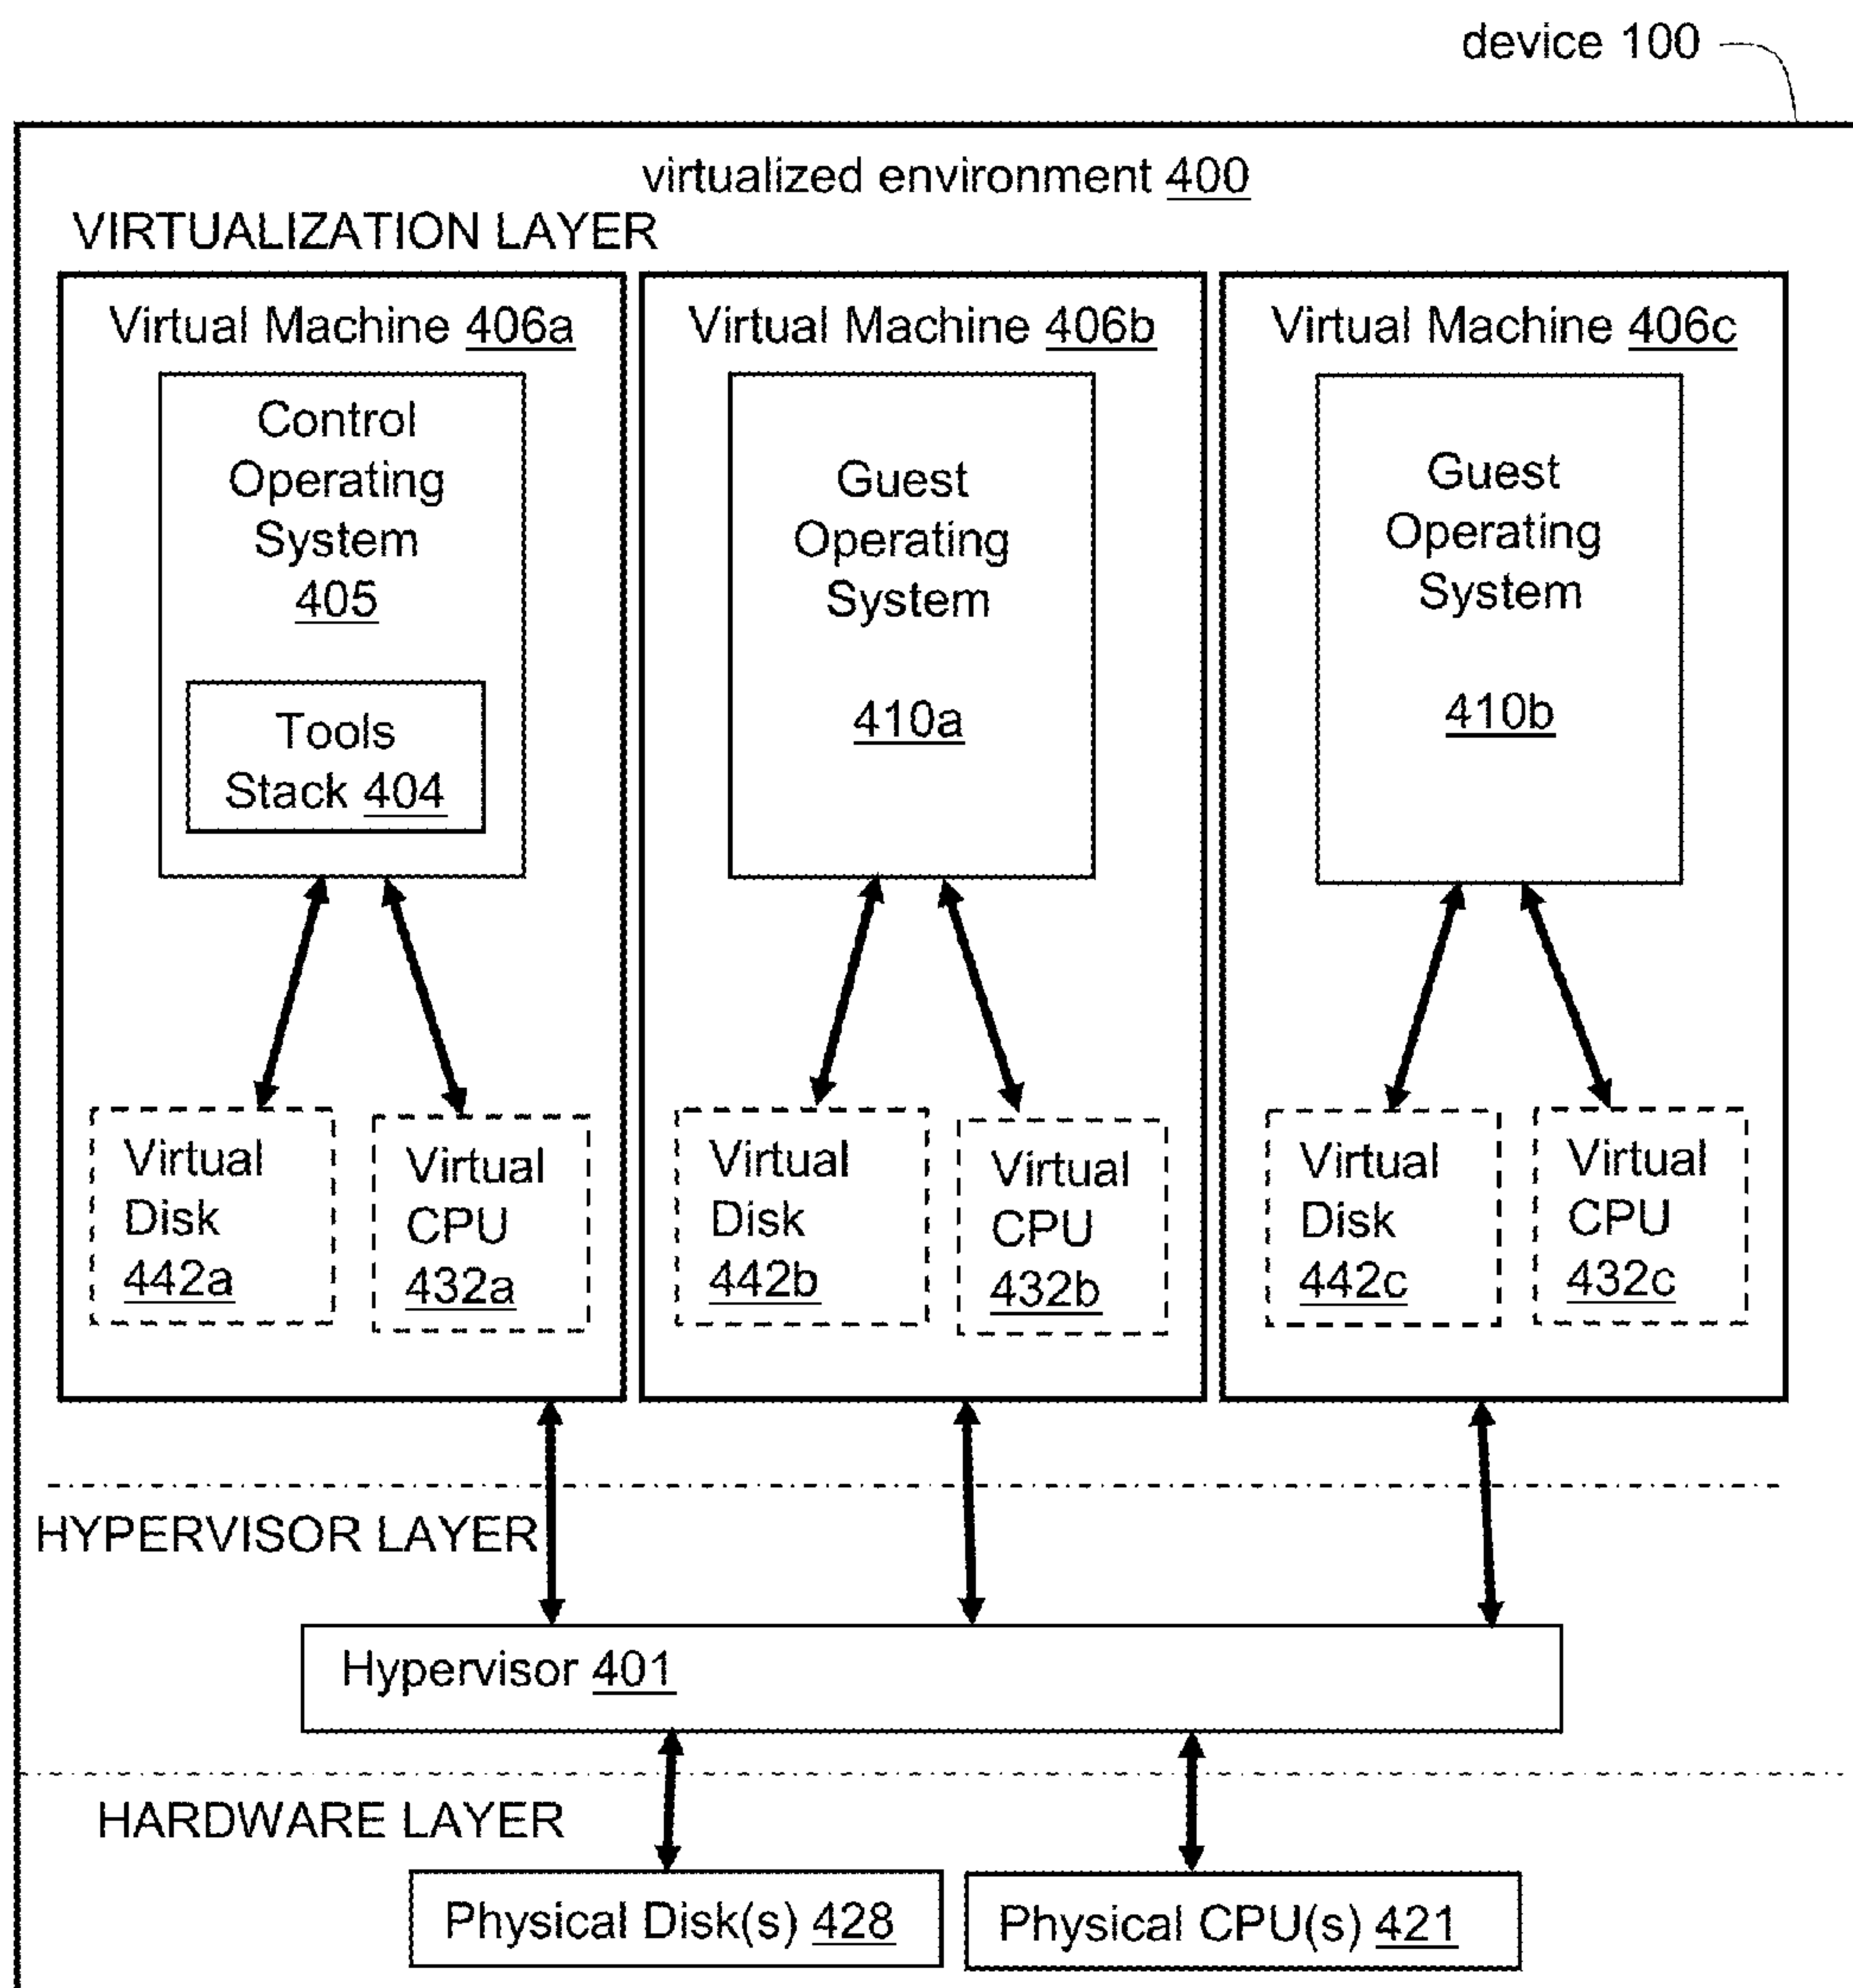 device 100
virtualized environment 400
VIRTUALIZATION LAYER
Virtual Machine 406a
Control
Operating
System
405
Tools
Stack 404
Virtual
Disk
442a
Virtual
CPU
432a
Virtual Machine 406b
Guest
Operating
System
410a
Virtual
Disk
442b
Virtual
CPU
432b
Virtual Machine 406c
Guest
Operating
System
410b
Virtual
Disk
442c
Virtual
CPU
432c
HYPERVISOR LAYER
Hypervisor 401
HARDWARE LAYER
Physical Disk(s) 428
Physical CPU(s) 421